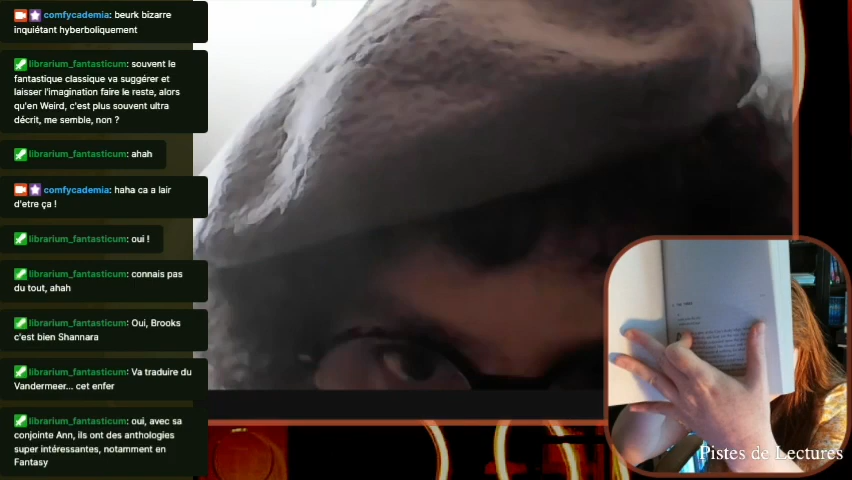 comfycademia: beurk bizarre
inquiétant hyberboliquement
librarium_fantasticum: souvent le
fantastique classique va suggérer et
laisser l'imagination faire le reste, alors
qu'en Weird, c'est plus souvent ultra
décrit, me semble, non ?
librarium_fantasticum: ahah
comfycademia: haha ca a lair
d'etre ça !
librarium_fantasticum: oui !
librarium_fantasticum: connais pas
du tout, ahah
librarium_fantasticum: Oui, Brooks
c'est bien Shannara
librarium_fantasticum: Va traduire du
Vandermeer... cet enfer
librarium_fantasticum: oui, avec sa
conjointe Ann, ils ont des anthologies
super intéressantes, notamment en
Fantasy
Pistes de Lectures